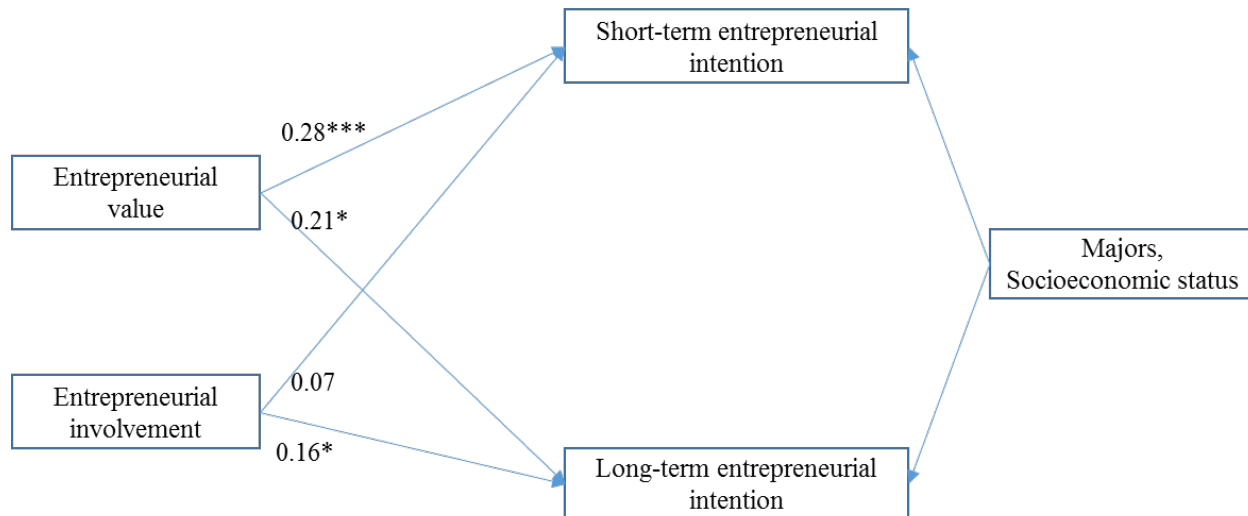 Short-term entrepreneurial
intention
0.28***
Entrepreneurial
value
0.21*
Majors,
Socioeconomic status
0.07
Entrepreneurial
involvement
0.16*
Long-term entrepreneurial
intention